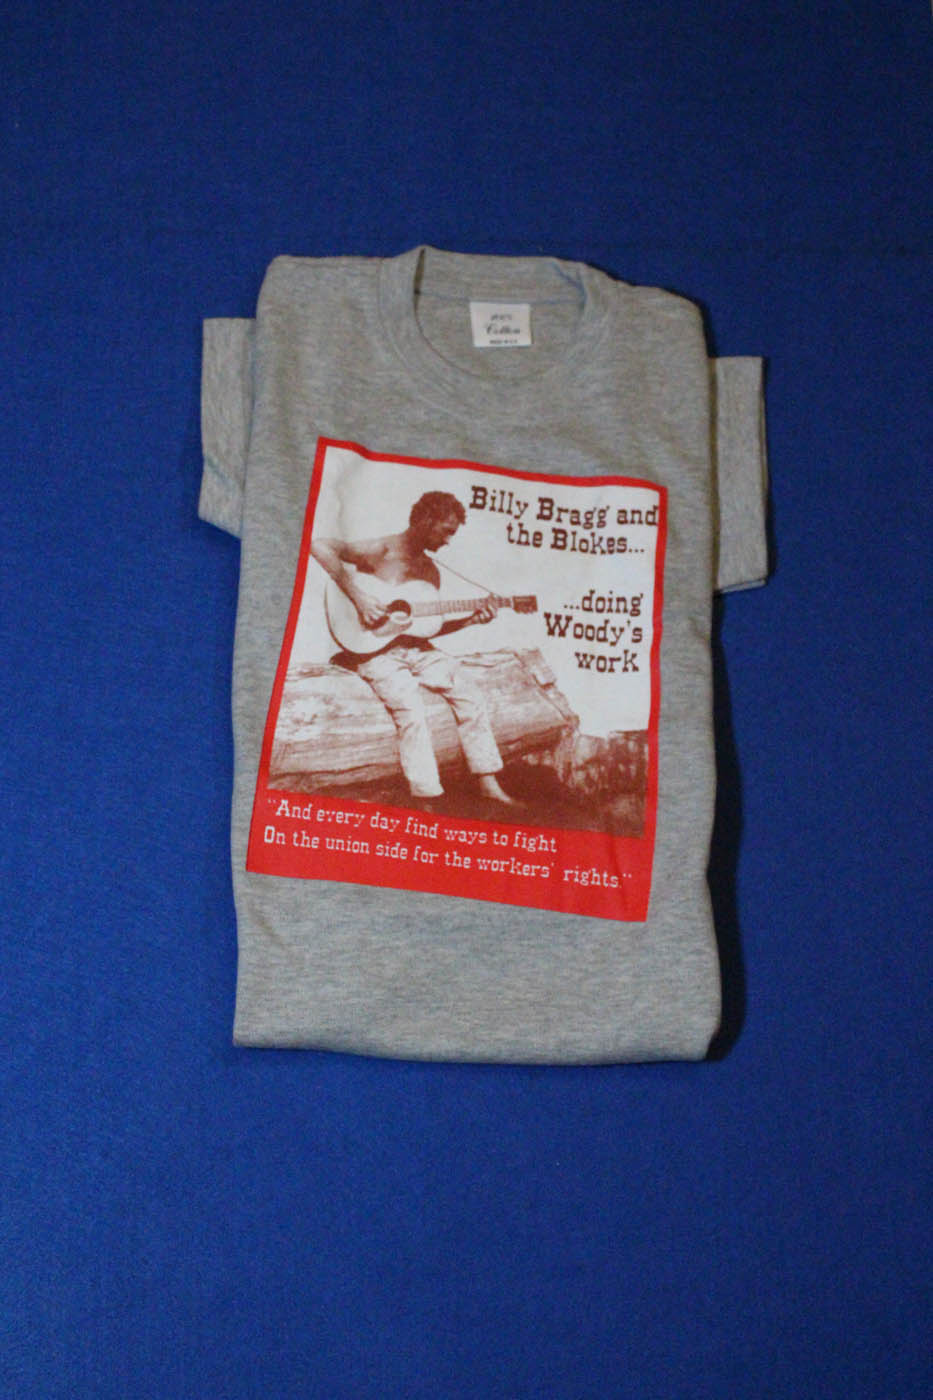 Cotton
Billy Bragg and
the Blokes...
...doing
Woody's
work
"And every day find ways to fight
On the union side for the workers' rights."